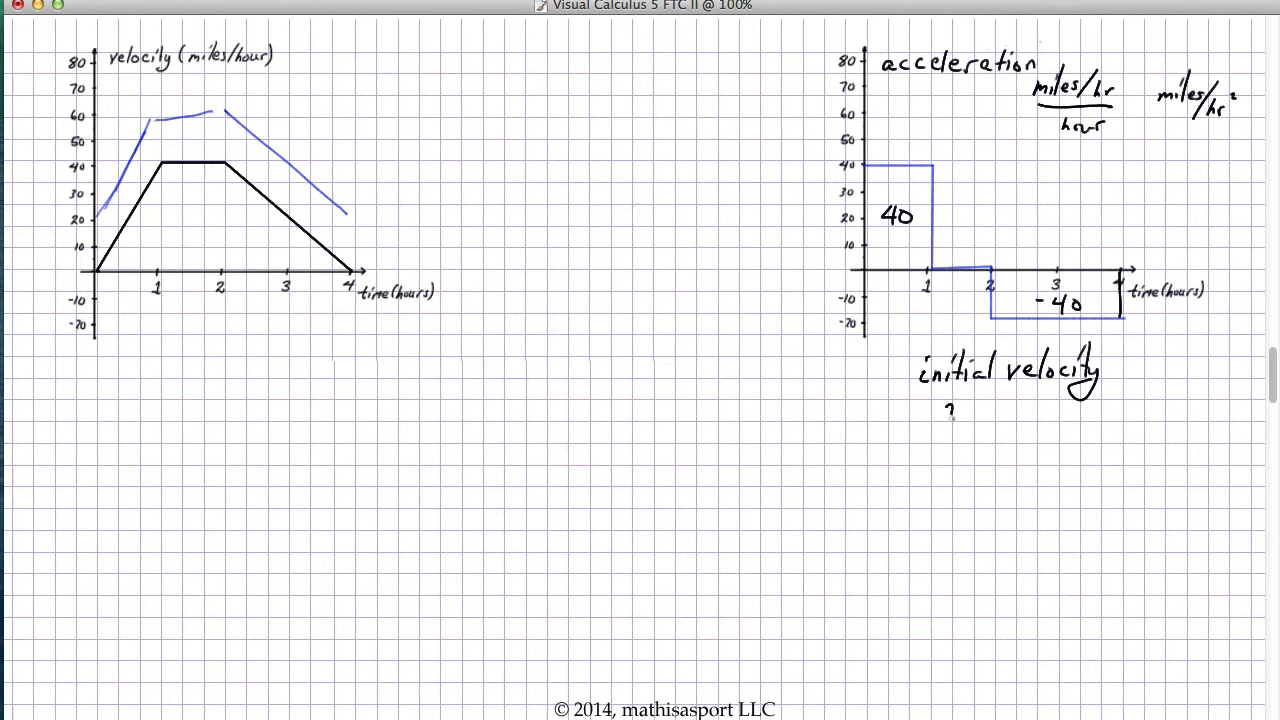 Visual Calculus 5 FTC II @ 100%
velocity (miles/hour)
80
70
60
50
40
30
20
10
-10
-20
1 2 3 4 time(hours)
acceleration
miles/hr
hour
miles/hr²
80
70
60
50
40
30
20
10
-10
-20
40
1 2 3 4 time(hours)
-40
initial velocity
?
© 2014, mathisasport LLC